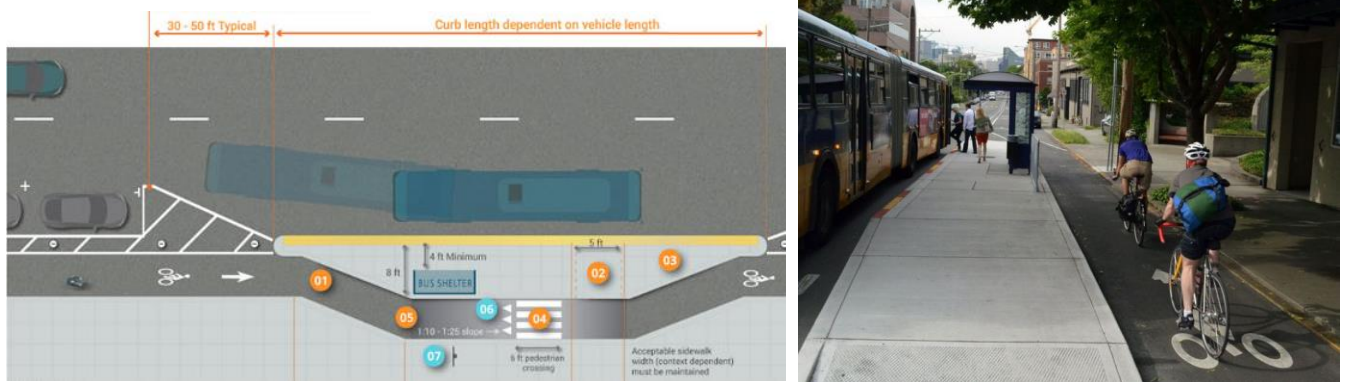 30 - 50 ft Typical
Curb length dependent on vehicle length
5 ft
4 ft Minimum
8 ft
BUS SHELTER
01
02
03
04
05
06
07
1:10 - 1:25 slope
6 ft pedestrian
crossing
Acceptable sidewalk
width (context dependent)
must be maintained